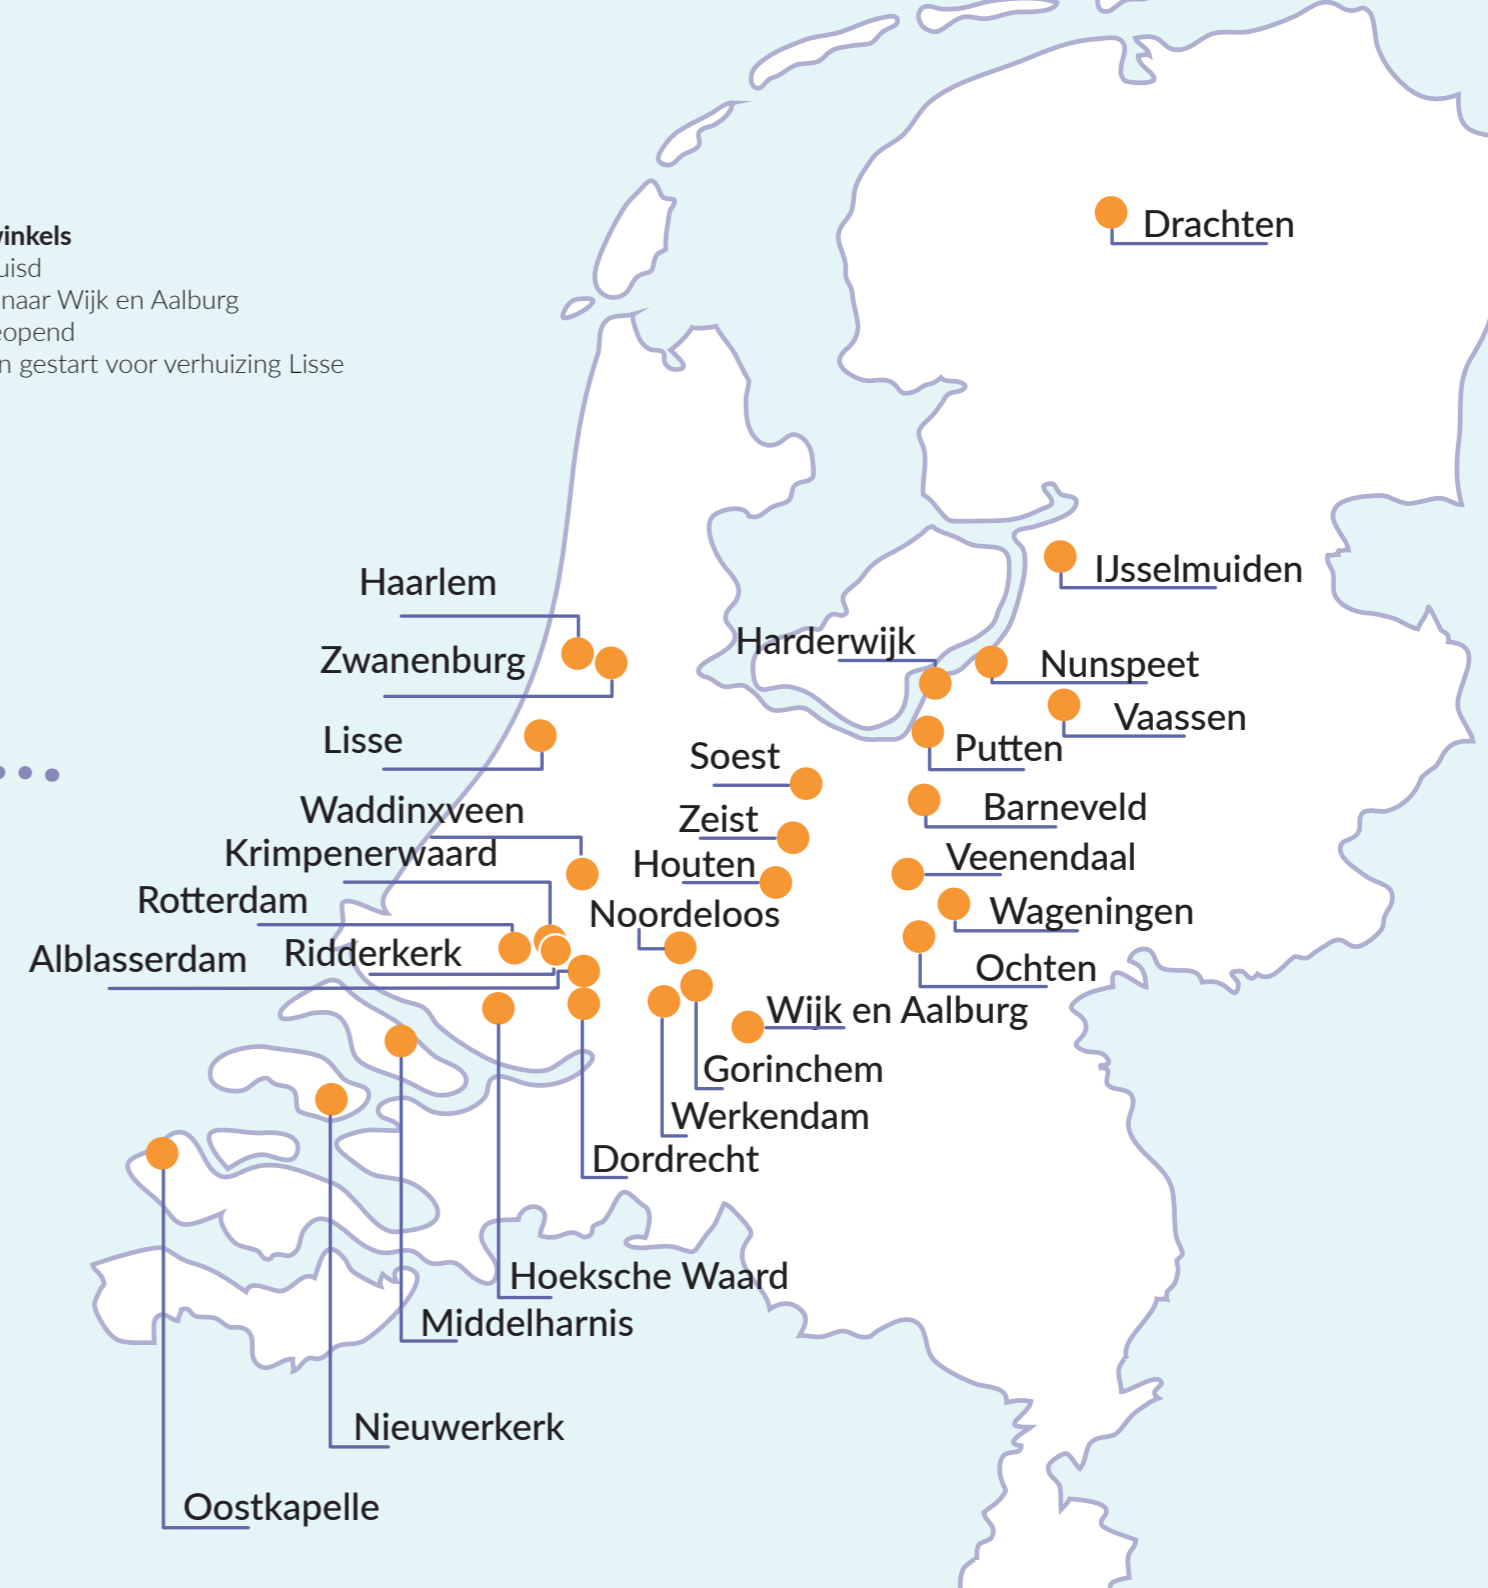 winkels
uisd
naar Wijk en Aalburg
eopend
n gestart voor verhuizing Lisse
Drachten
IJsselmuiden
Haarlem
Harderwijk
Zwanenburg
Nunspeet
Vaassen
Lisse
Putten
Soest
Barneveld
Waddinxveen
Zeist
Krimpenerwaard
Veenendaal
Houten
Rotterdam
Noordeloos
Wageningen
Alblasserdam
Ridderkerk
Ochten
Wijk en Aalburg
Gorinchem
Werkendam
Dordrecht
Hoeksche Waard
Middelharnis
Nieuwerkerk
Oostkapelle